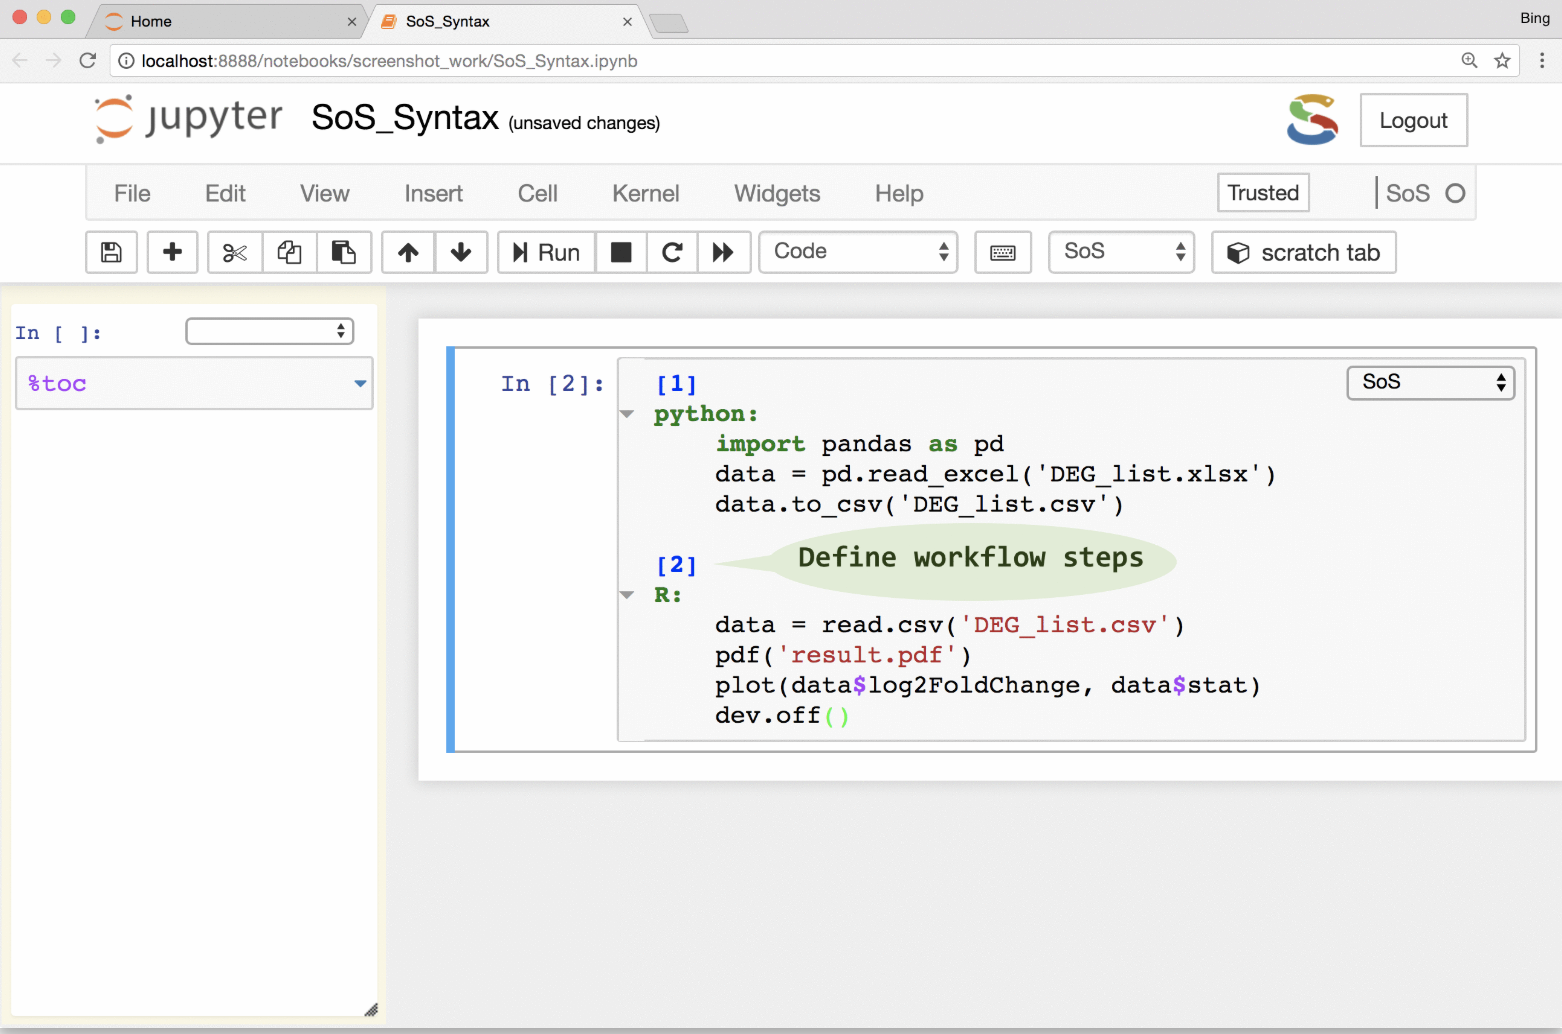 Home
SoS_Syntax
Bing
localhost:8888/notebooks/screenshot_work/SoS_Syntax.ipynb
jupyter SoS_Syntax (unsaved changes)
Logout
File Edit View Insert Cell Kernel Widgets Help Trusted SoS
Run Code SoS scratch tab
In [ ]:
%toc
In [2]:
SoS
[1]
python:
import pandas as pd
data = pd.read_excel('DEG_list.xlsx')
data.to_csv('DEG_list.csv')
[2]
Define workflow steps
R:
data = read.csv('DEG_list.csv')
pdf('result.pdf')
plot(data$log2FoldChange, data$stat)
dev.off()